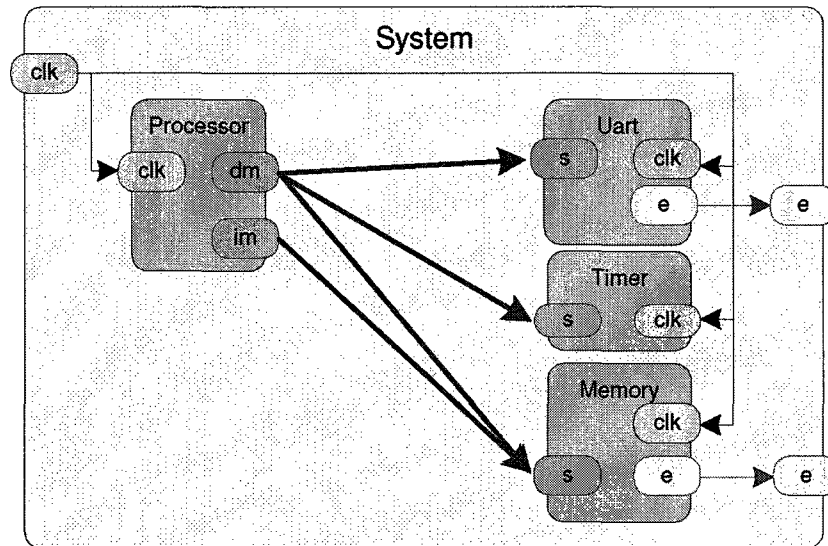 System
clk
Processor
clk
dm
im
Uart
s
clk
e
e
Timer
s
clk
Memory
clk
s
e
e